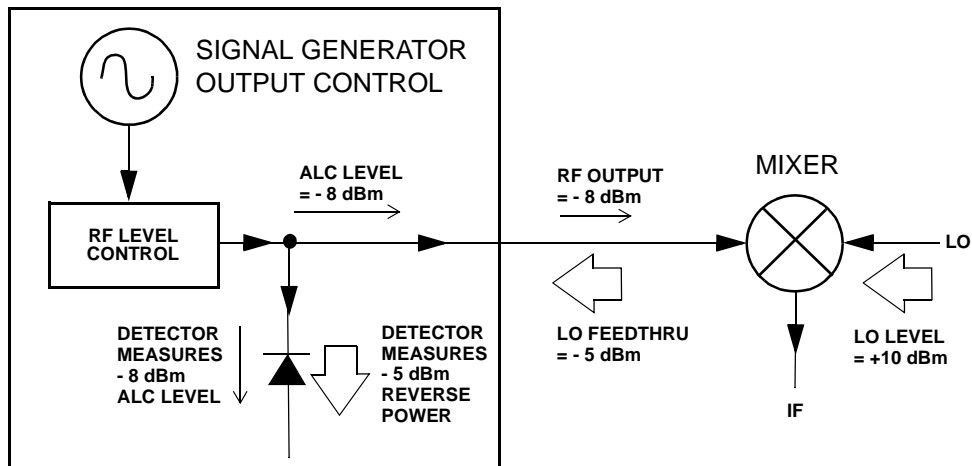 SIGNAL GENERATOR
OUTPUT CONTROL
ALC LEVEL
= - 8 dBm
RF OUTPUT
= - 8 dBm
MIXER
RF LEVEL
CONTROL
LO
DETECTOR
MEASURES
- 8 dBm
ALC LEVEL
DETECTOR
MEASURES
- 5 dBm
REVERSE
POWER
LO FEEDTHRU
= - 5 dBm
LO LEVEL
= +10 dBm
IF